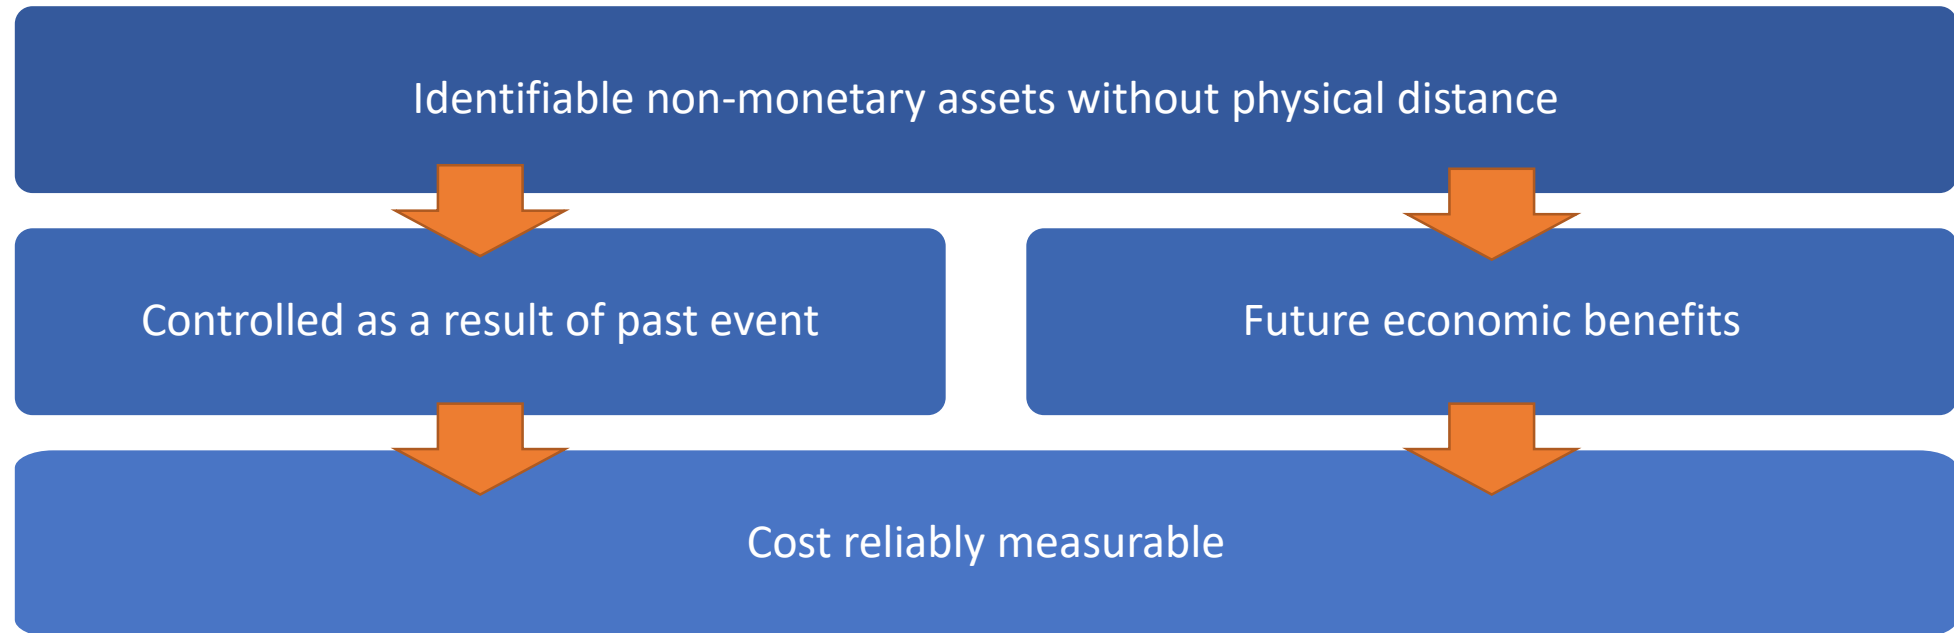 Identifiable non-monetary assets without physical distance
Controlled as a result of past event
Future economic benefits
Cost reliably measurable